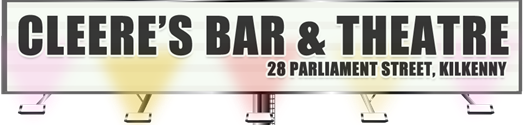 CLEERE'S BAR & THEATRE
28 PARLIAMENT STREET, KILKENNY